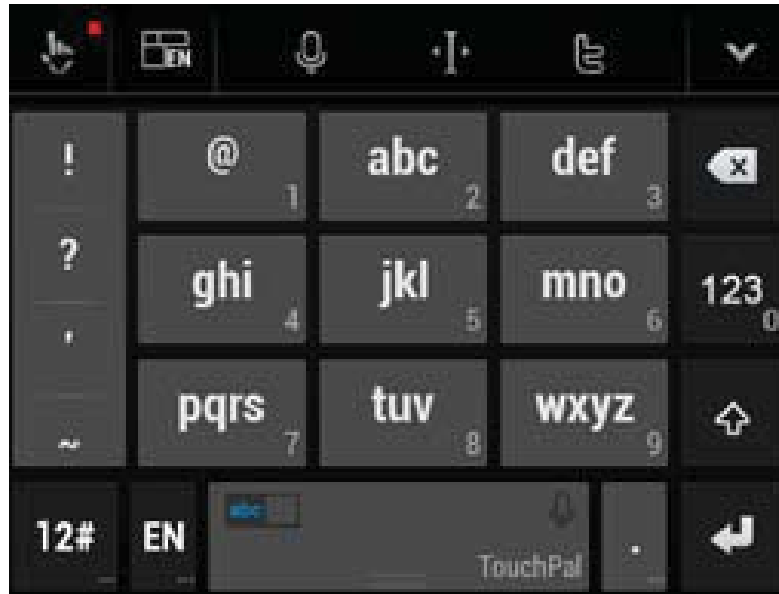 EN
! @ 1 abc 2 def 3 x
? ghi 4 jkl 5 mno 6 123 0
' pqrs 7 tuv 8 wxyz 9
~
12# EN abc TouchPal .